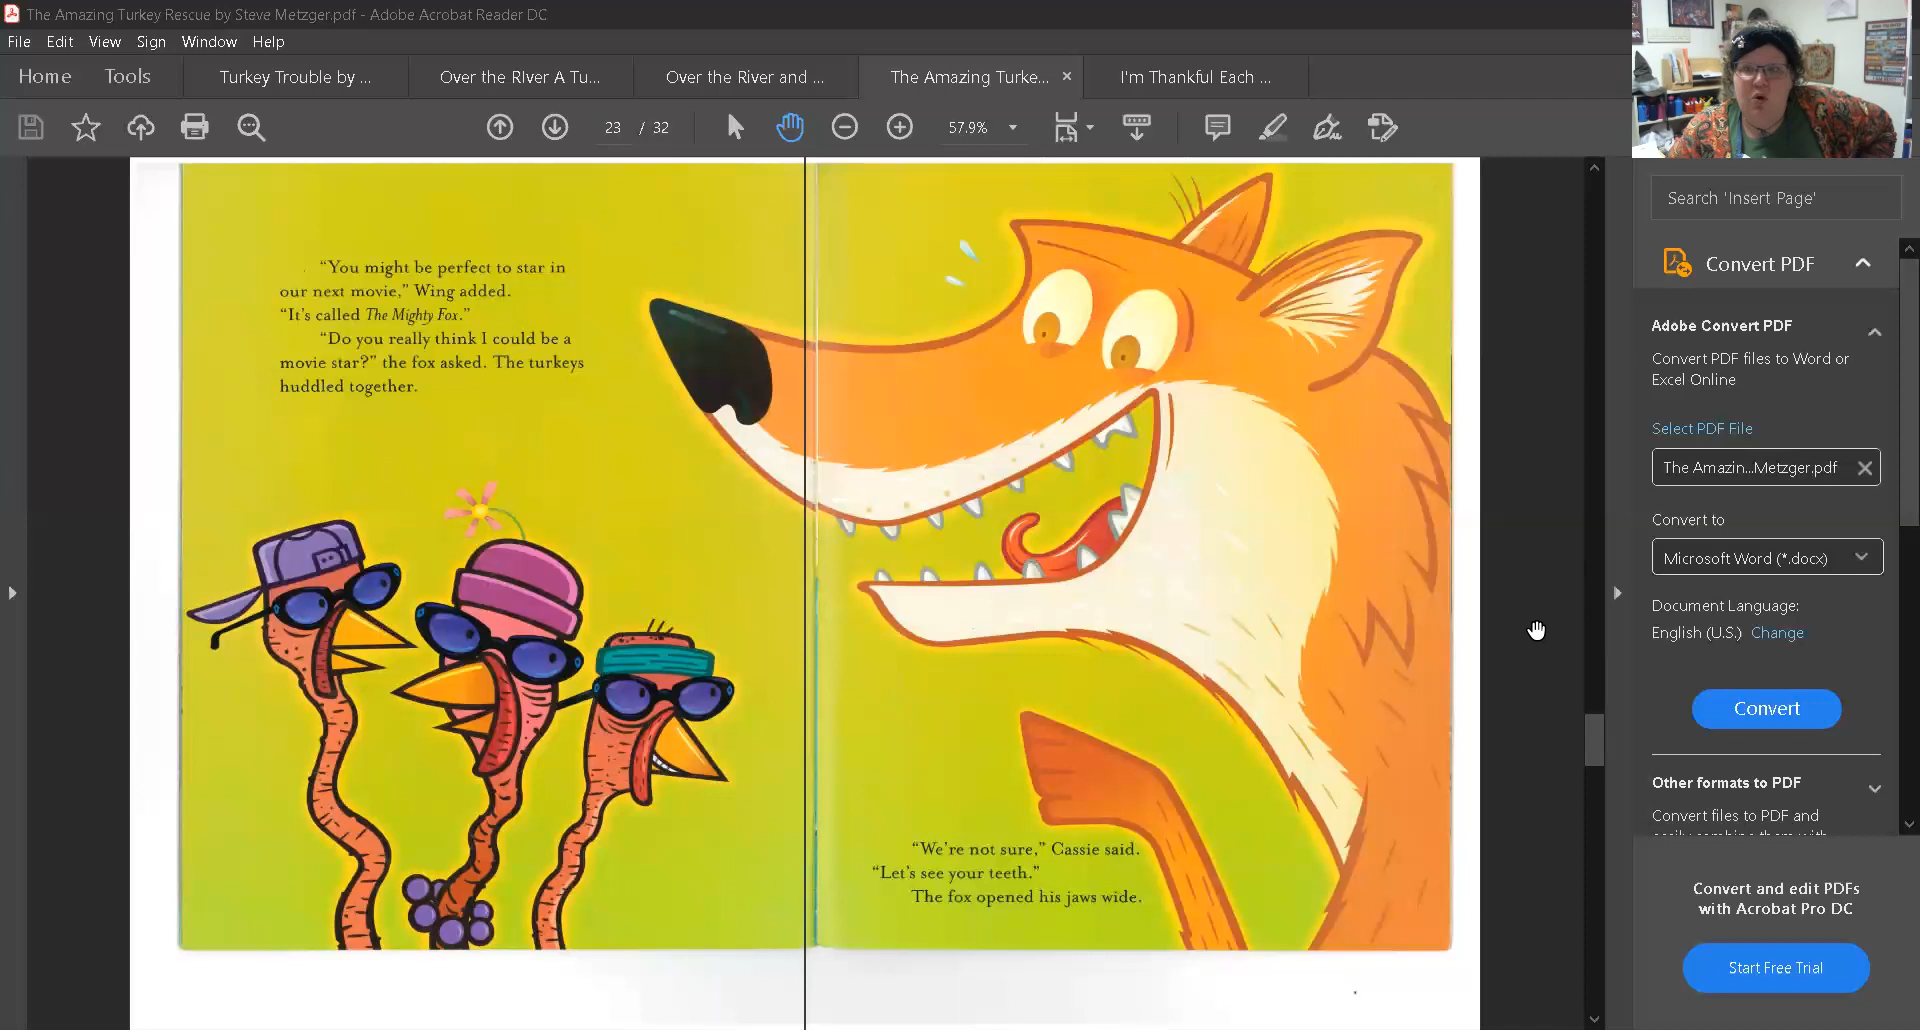 The Amazing Turkey Rescue by Steve Metzger.pdf - Adobe Acrobat Reader DC
File Edit View Sign Window Help
Home Tools Turkey Trouble by ... Over the RIver A Tu... Over the River and ... The Amazing Turke... I'm Thankful Each ...
23 / 32 57.9%
“You might be perfect to star in
our next movie,” Wing added.
“It’s called The Mighty Fox.”
“Do you really think I could be a
movie star?” the fox asked. The turkeys
huddled together.
“We’re not sure,” Cassie said.
“Let’s see your teeth.”
The fox opened his jaws wide.
Search 'Insert Page'
Convert PDF
Adobe Convert PDF
Convert PDF files to Word or
Excel Online
Select PDF File
The Amazin...Metzger.pdf
Convert to
Microsoft Word (*.docx)
Document Language:
English (U.S.) Change
Convert
Other formats to PDF
Convert files to PDF and
easily combine them with
Convert and edit PDFs
with Acrobat Pro DC
Start Free Trial